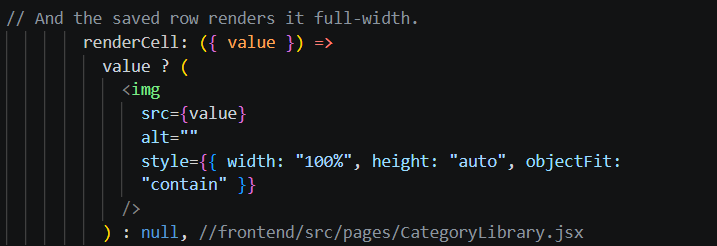 // And the saved row renders it full-width.
renderCell: ({ value }) =>
value ? (
<img
src={value}
alt=""
style={{ width: "100%", height: "auto", objectFit:
"contain" }}
/>
) : null, //frontend/src/pages/CategoryLibrary.jsx